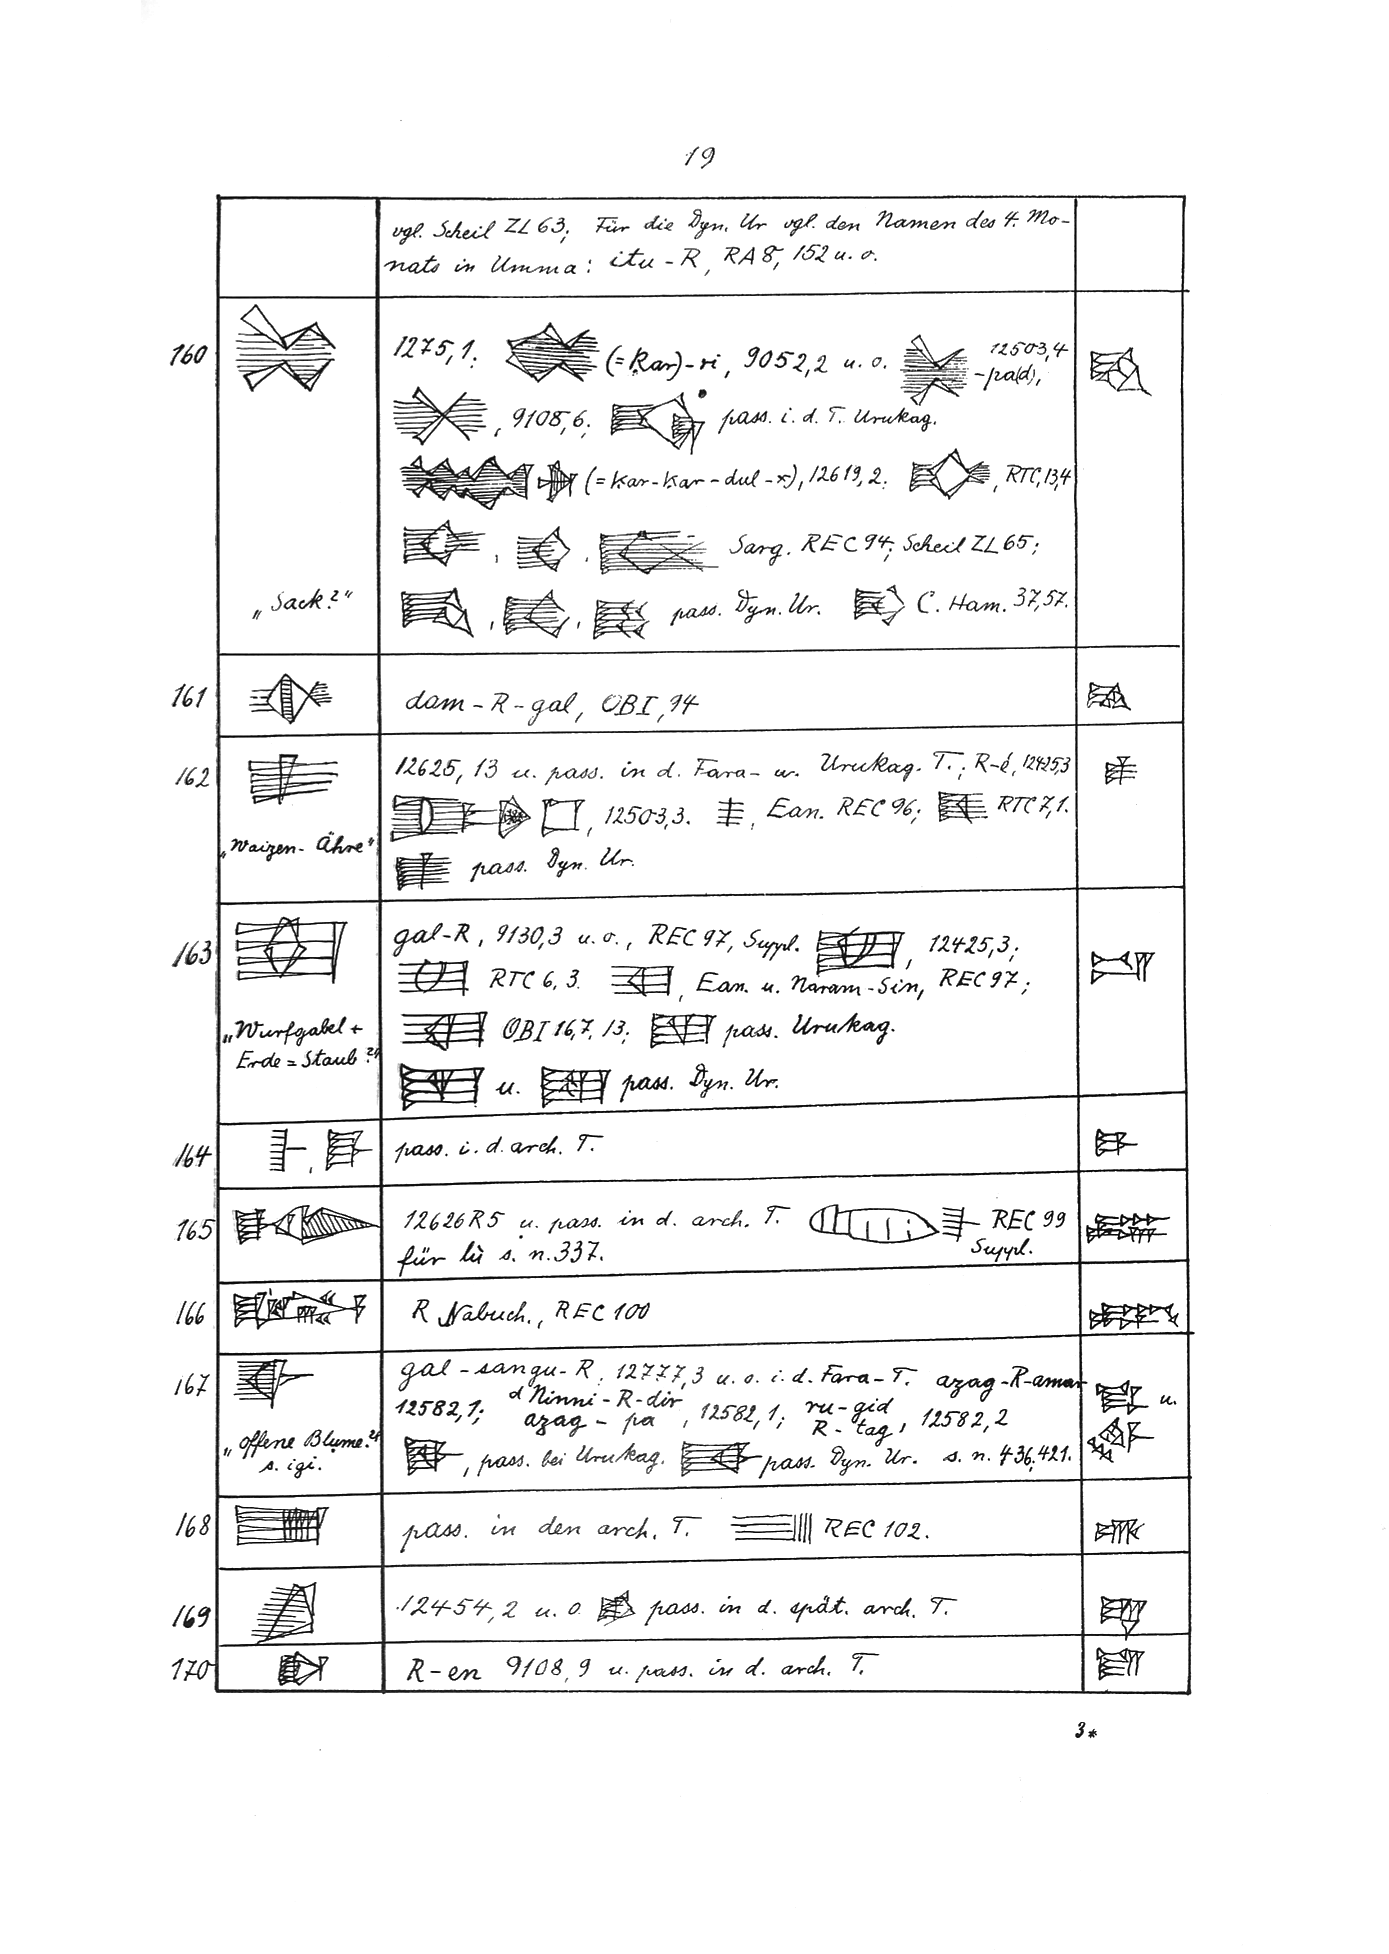 19
vgl. Scheil ZL 63; Für die Dyn. Ur vgl. den Namen des 4. Mo-
nats in Umma: itu - R, RA 8, 152 u. o.
160
1275,1: (= Kar)-ri, 9052,2 u. o. 12503,4
-pa(d),
, 9108,6; pass. i. d. T. Urukag.
(= Kar-Kar-dul-x), 12619,2. , RTC, 13,4
, , Sarg. REC 94; Scheil ZL 65;
„Sack?“
, , pass. Dyn. Ur. C. Ham. 37,57.
161 dam - R - gal, OBI, 14
162 12625, 13 u. pass. in d. Fara- u. Urukag. T.; R-é, 12425,3
, 12503,3. , Ean. REC 96; RTC 7,1.
„Waizen-Ähre“
pass. Dyn. Ur.
163 gal-R, 9130,3 u. o., REC 97, Suppl. , 12425,3;
RTC 6, 3. , Ean. u. Naram-Sin, REC 97;
„Wurfgabel +
Erde = Staub?“
OBI 16,7,13; pass. Urukag.
u. pass. Dyn. Ur.
164 , pass. i. d. arch. T.
165 12626 R 5 u. pass. in d. arch. T. REC 99
Suppl.
für lù s. n. 337.
166 R Nabuch., REC 100
167 gal-sangu-R, 12777,3 u. o. i. d. Fara-T. azag-R-amar
12582,1; d Ninni-R-dir
azag - pa , 12582,1; ru-gid
R - tag, 12582,2
u.
„offene Blume?“
s. igi.
, pass. bei Urukag. pass. Dyn. Ur. s. n. 436, 421.
168 pass. in den arch. T. REC 102.
169 12454,2 u. o. pass. in d. spät. arch. T.
170 R-en 9108,9 u. pass. in d. arch. T.
3*